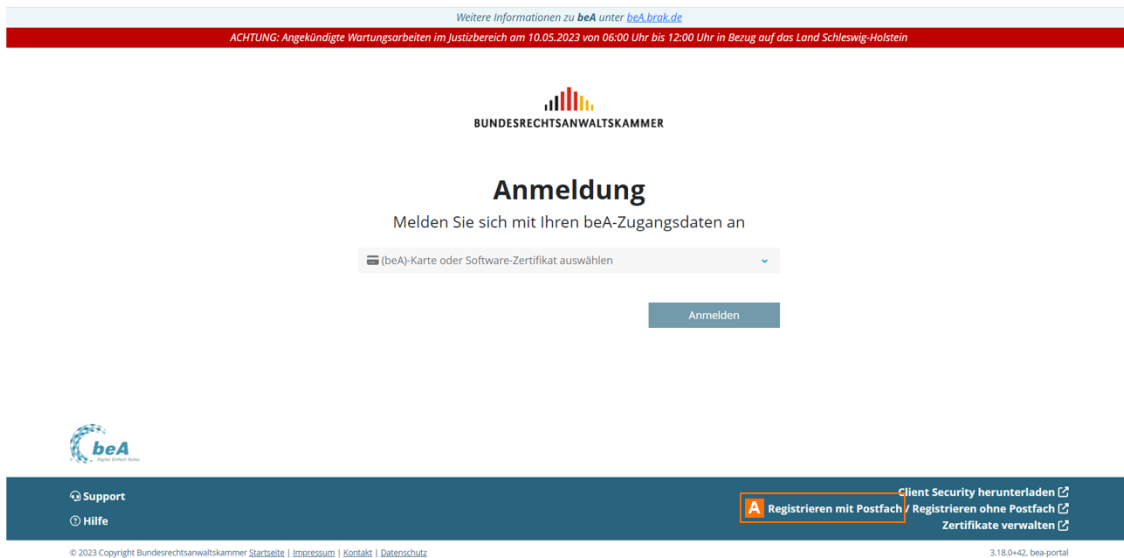 Weitere Informationen zu beA unter beA.brak.de
ACHTUNG: Angekündigte Wartungsarbeiten im Justizbereich am 10.05.2023 von 06:00 Uhr bis 12:00 Uhr in Bezug auf das Land Schleswig-Holstein
BUNDESRECHTSANWALTSKAMMER
Anmeldung
Melden Sie sich mit Ihren beA-Zugangsdaten an
(beA)-Karte oder Software-Zertifikat auswählen
Anmelden
beA
Digital. Einfach. Sicher.
Support
Hilfe
Client Security herunterladen
A Registrieren mit Postfach / Registrieren ohne Postfach
Zertifikate verwalten
© 2023 Copyright Bundesrechtsanwaltskammer Startseite | Impressum | Kontakt | Datenschutz
3.18.0+42, bea-portal